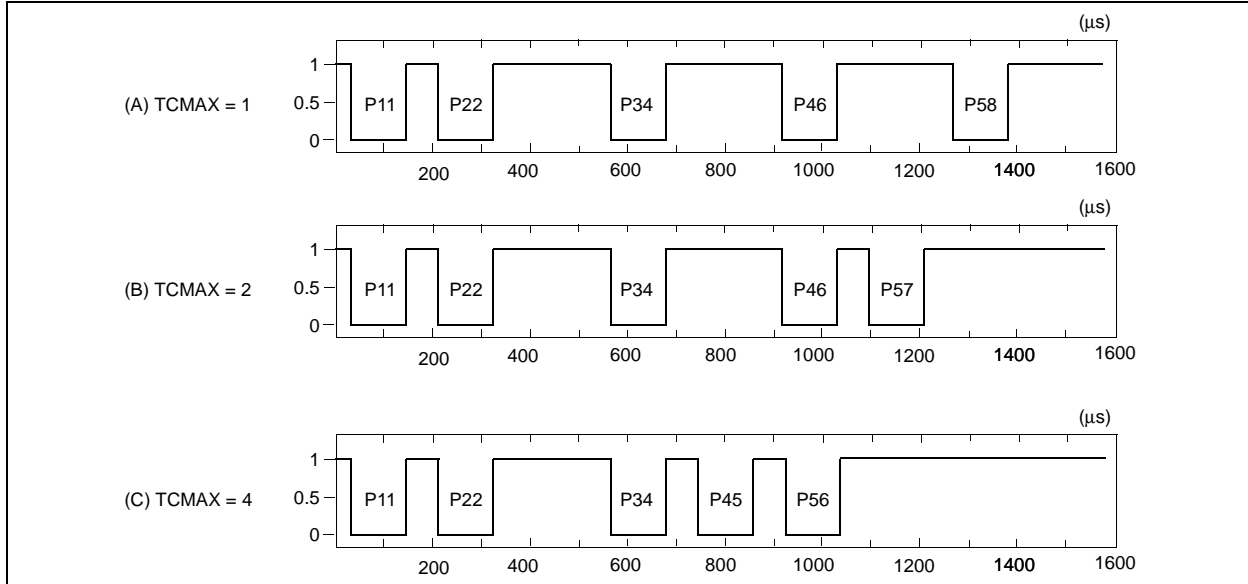 (µs)
1
(A) TCMAX = 1
0.5
P11 P22 P34 P46 P58
0
200 400 600 800 1000 1200 1400 1600
(µs)
1
(B) TCMAX = 2
0.5
P11 P22 P34 P46 P57
0
200 400 600 800 1000 1200 1400 1600
(µs)
1
(C) TCMAX = 4
0.5
P11 P22 P34 P45 P56
0
200 400 600 800 1000 1200 1400 1600